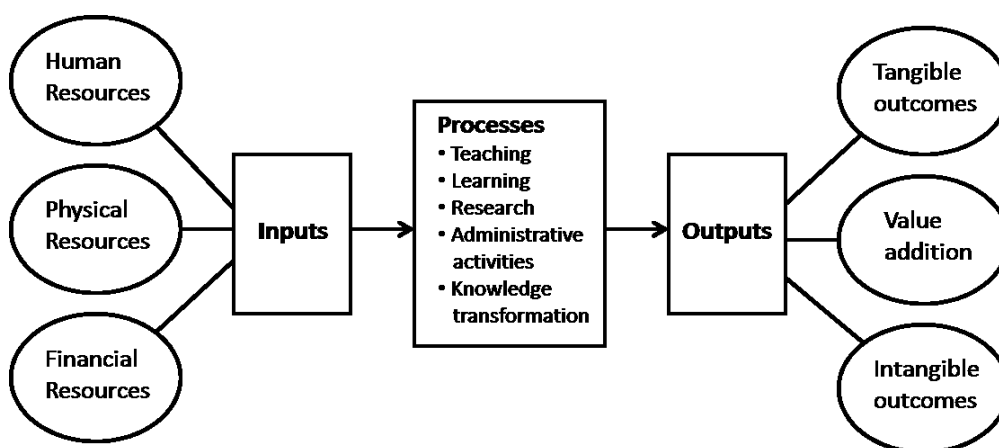 Human
Resources
Physical
Resources
Financial
Resources
Inputs
Processes
• Teaching
• Learning
• Research
• Administrative
activities
• Knowledge
transformation
Outputs
Tangible
outcomes
Value
addition
Intangible
outcomes